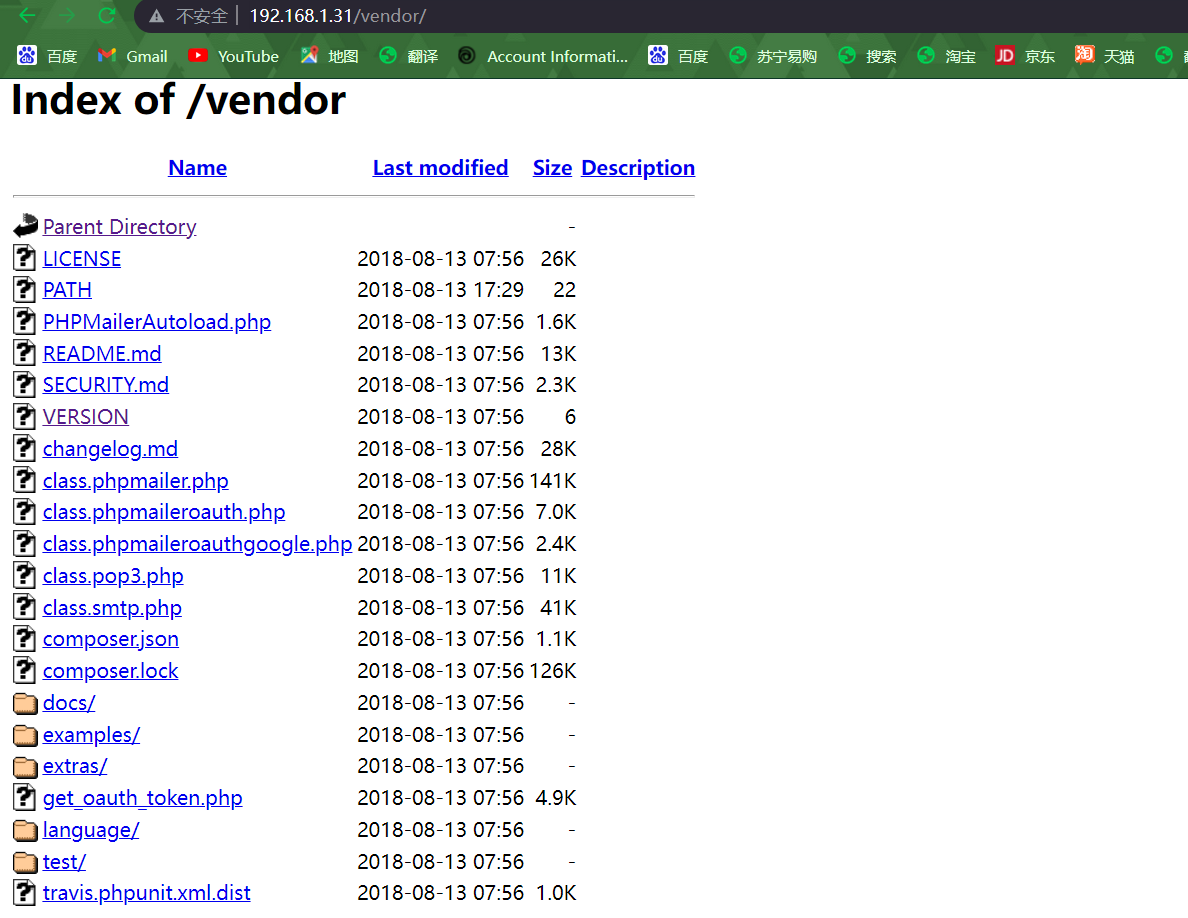 不安全 | 192.168.1.31/vendor/
百度 Gmail YouTube 地图 翻译 Account Informati... 百度 苏宁易购 搜索 淘宝 JD 京东 淘 天猫
Index of /vendor
Name Last modified Size Description
Parent Directory -
LICENSE 2018-08-13 07:56 26K
PATH 2018-08-13 17:29 22
PHPMailerAutoload.php 2018-08-13 07:56 1.6K
README.md 2018-08-13 07:56 13K
SECURITY.md 2018-08-13 07:56 2.3K
VERSION 2018-08-13 07:56 6
changelog.md 2018-08-13 07:56 28K
class.phpmailer.php 2018-08-13 07:56 141K
class.phpmaileroauth.php 2018-08-13 07:56 7.0K
class.phpmaileroauthgoogle.php 2018-08-13 07:56 2.4K
class.pop3.php 2018-08-13 07:56 11K
class.smtp.php 2018-08-13 07:56 41K
composer.json 2018-08-13 07:56 1.1K
composer.lock 2018-08-13 07:56 126K
docs/ 2018-08-13 07:56 -
examples/ 2018-08-13 07:56 -
extras/ 2018-08-13 07:56 -
get_oauth_token.php 2018-08-13 07:56 4.9K
language/ 2018-08-13 07:56 -
test/ 2018-08-13 07:56 -
travis.phpunit.xml.dist 2018-08-13 07:56 1.0K